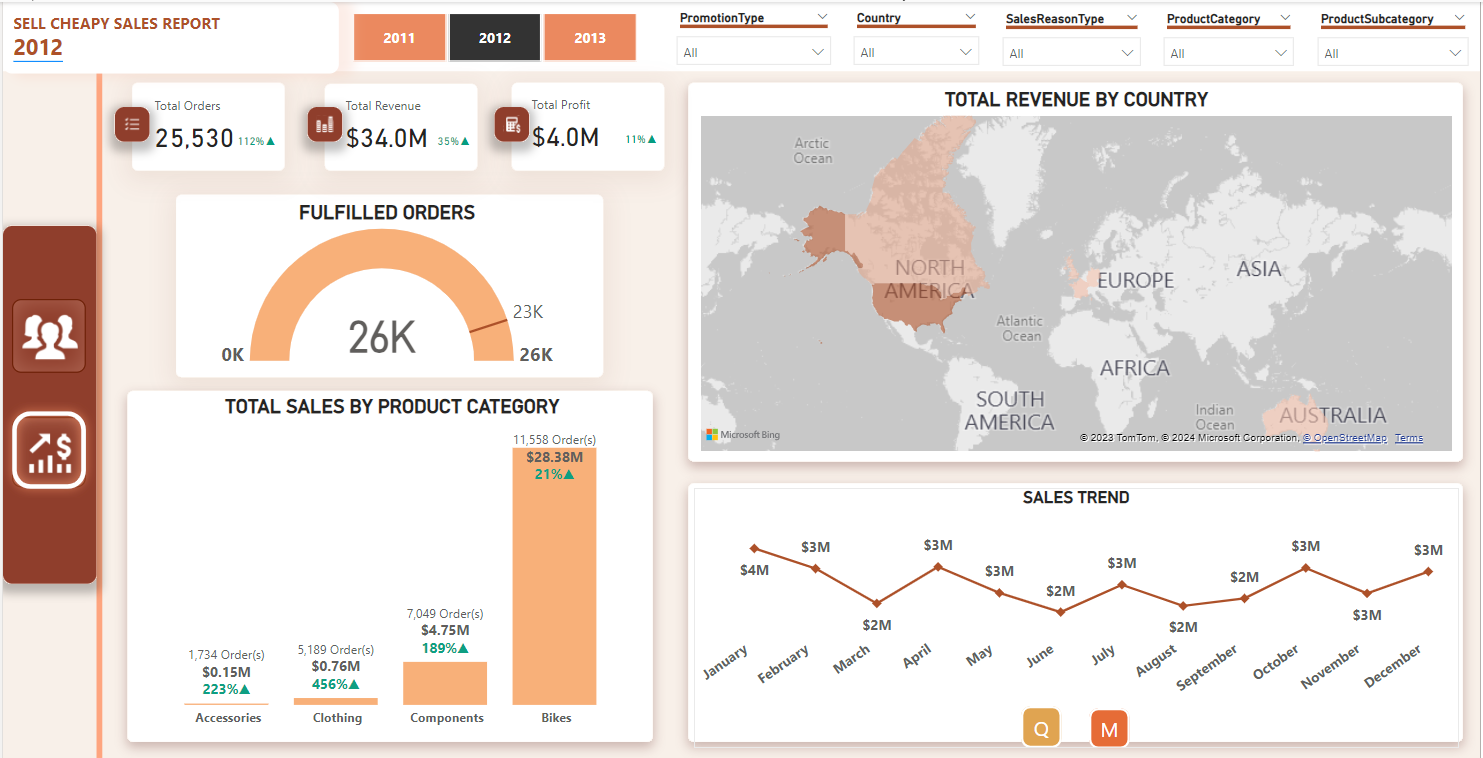 SELL CHEAPY SALES REPORT
2012
2011
2012
2013
PromotionType
All
Country
All
SalesReasonType
All
ProductCategory
All
ProductSubcategory
All
Total Orders
25,530 112%▲
Total Revenue
$34.0M 35%▲
Total Profit
$4.0M 11%▲
FULFILLED ORDERS
23K
26K
0K
26K
TOTAL SALES BY PRODUCT CATEGORY
1,734 Order(s)
$0.15M
223%▲
Accessories
5,189 Order(s)
$0.76M
456%▲
Clothing
7,049 Order(s)
$4.75M
189%▲
Components
11,558 Order(s)
$28.38M
21%▲
Bikes
TOTAL REVENUE BY COUNTRY
Arctic
Ocean
NORTH
AMERICA
EUROPE
ASIA
Atlantic
Ocean
AFRICA
SOUTH
AMERICA
Indian
Ocean
AUSTRALIA
Microsoft Bing
© 2023 TomTom, © 2024 Microsoft Corporation, © OpenStreetMap Terms
SALES TREND
$4M
$3M
$2M
$3M
$3M
$2M
$3M
$2M
$2M
$3M
$3M
$3M
January
February
March
April
May
June
July
August
September
October
November
December
Q
M